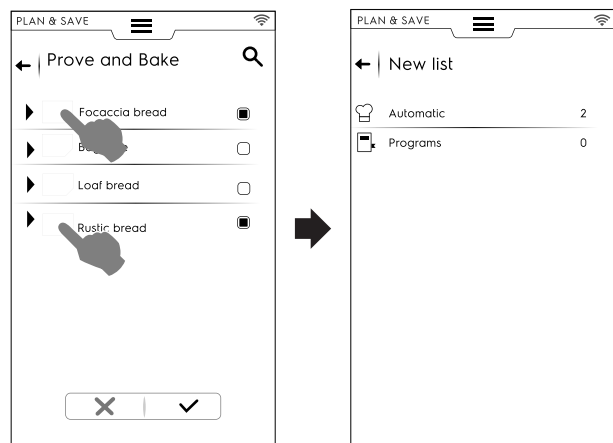 PLAN & SAVE
Prove and Bake
Focaccia bread
Loaf bread
Rustic bread
PLAN & SAVE
New list
Automatic 2
Programs 0